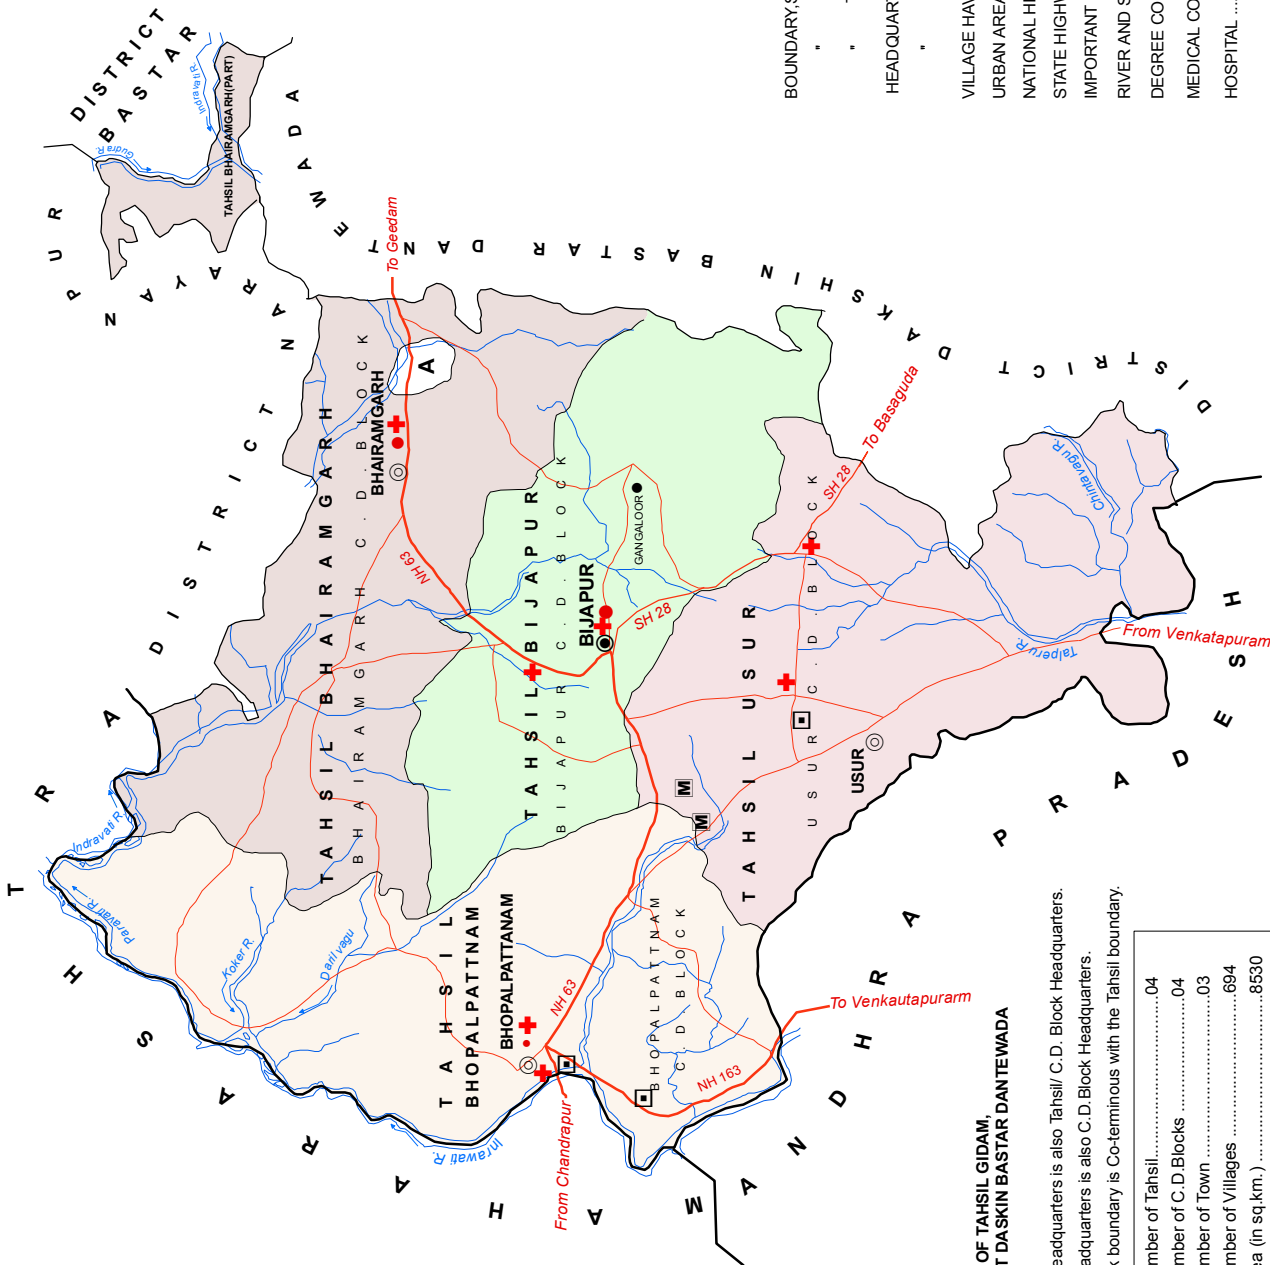 DISTRICT
BASTAR
Indravati R.
Gudra R.
TAHSIL BHAIRAMGARH(PART)
DISTRICT NARAYANPUR
DISTRICT DAKSHIN BASTAR DANTEWADA
MAHARASHTRA
ANDHRA PRADESH
To Geedam
A
TAHSIL BHAIRAMGARH
BHAIRAMGARH C.D.BLOCK
BHAIRAMGARH
NH 63
TAHSIL BIJAPUR
BIJAPUR C.D.BLOCK
BIJAPUR
GANGALOOR
SH 28
SH 28
To Basaguda
TAHSIL USUR
USUR C.D.BLOCK
USUR
M
M
Chintavagu R.
Talperu R.
From Venkatapuram
Indravati R.
Paravati R.
Koker R.
Daril vagu
TAHSIL
BHOPALPATTNAM
BHOPALPATTANAM
BHOPALPATTNAM
C.D.BLOCK
NH 63
NH 163
To Venkautapurarm
From Chandrapur
Inrawati R.
BOUNDARY,S
"
"
HEADQUAR
"
VILLAGE HAV
URBAN AREA
NATIONAL HI
STATE HIGHW
IMPORTANT
RIVER AND S
DEGREE CO
MEDICAL CO
HOSPITAL ....
OF TAHSIL GIDAM,
T DASKIN BASTAR DANTEWADA
eadquarters is also Tahsil/ C.D. Block Headquarters.
adquarters is also C.D. Block Headquarters.
k boundary is Co-terminous with the Tahsil boundary.
mber of Tahsil..............................04
mber of C.D.Blocks ......................04
mber of Town ..............................03
mber of Villages ..........................694
ea (in sq.km.) ..............................8530